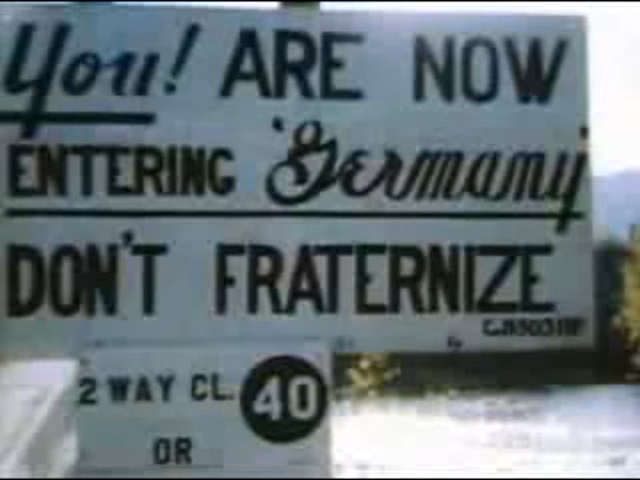 You! ARE NOW
ENTERING 'Germany'
DON'T FRATERNIZE
2 WAY CL. 40
OR